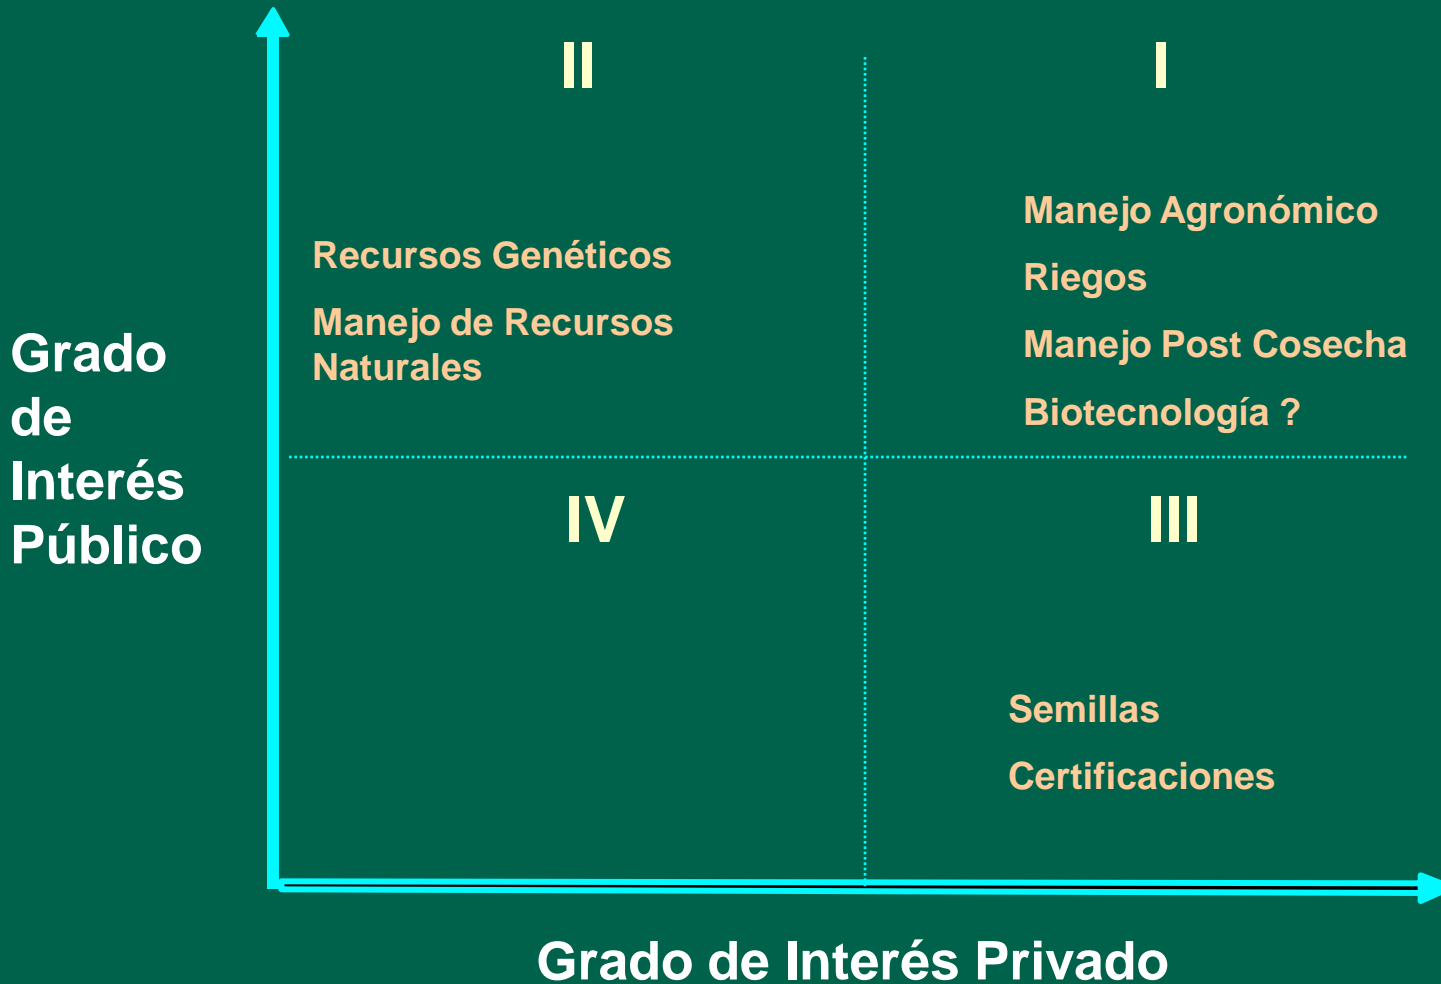 II
I
Recursos Genéticos
Manejo de Recursos
Naturales
Manejo Agronómico
Riegos
Manejo Post Cosecha
Biotecnología ?
Grado
de
Interés
Público
IV
III
Semillas
Certificaciones
Grado de Interés Privado